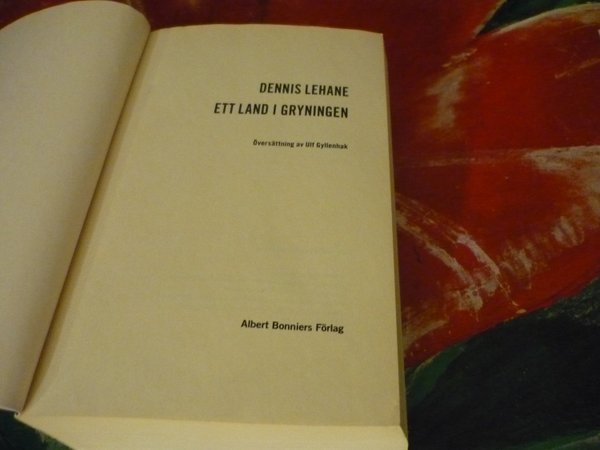 DENNIS LEHANE
ETT LAND I GRYNINGEN
Översättning av Ulf Gyllenhak
Albert Bonniers Förlag